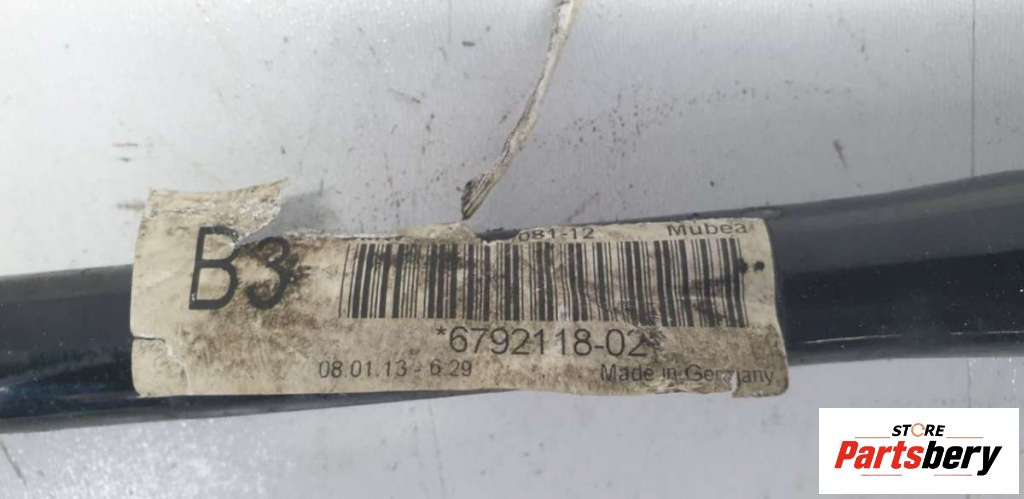 B3
081-12 Mubea
*6792118-02*
08.01.13 - 6:29 Made in Germany
STORE
Partsbery